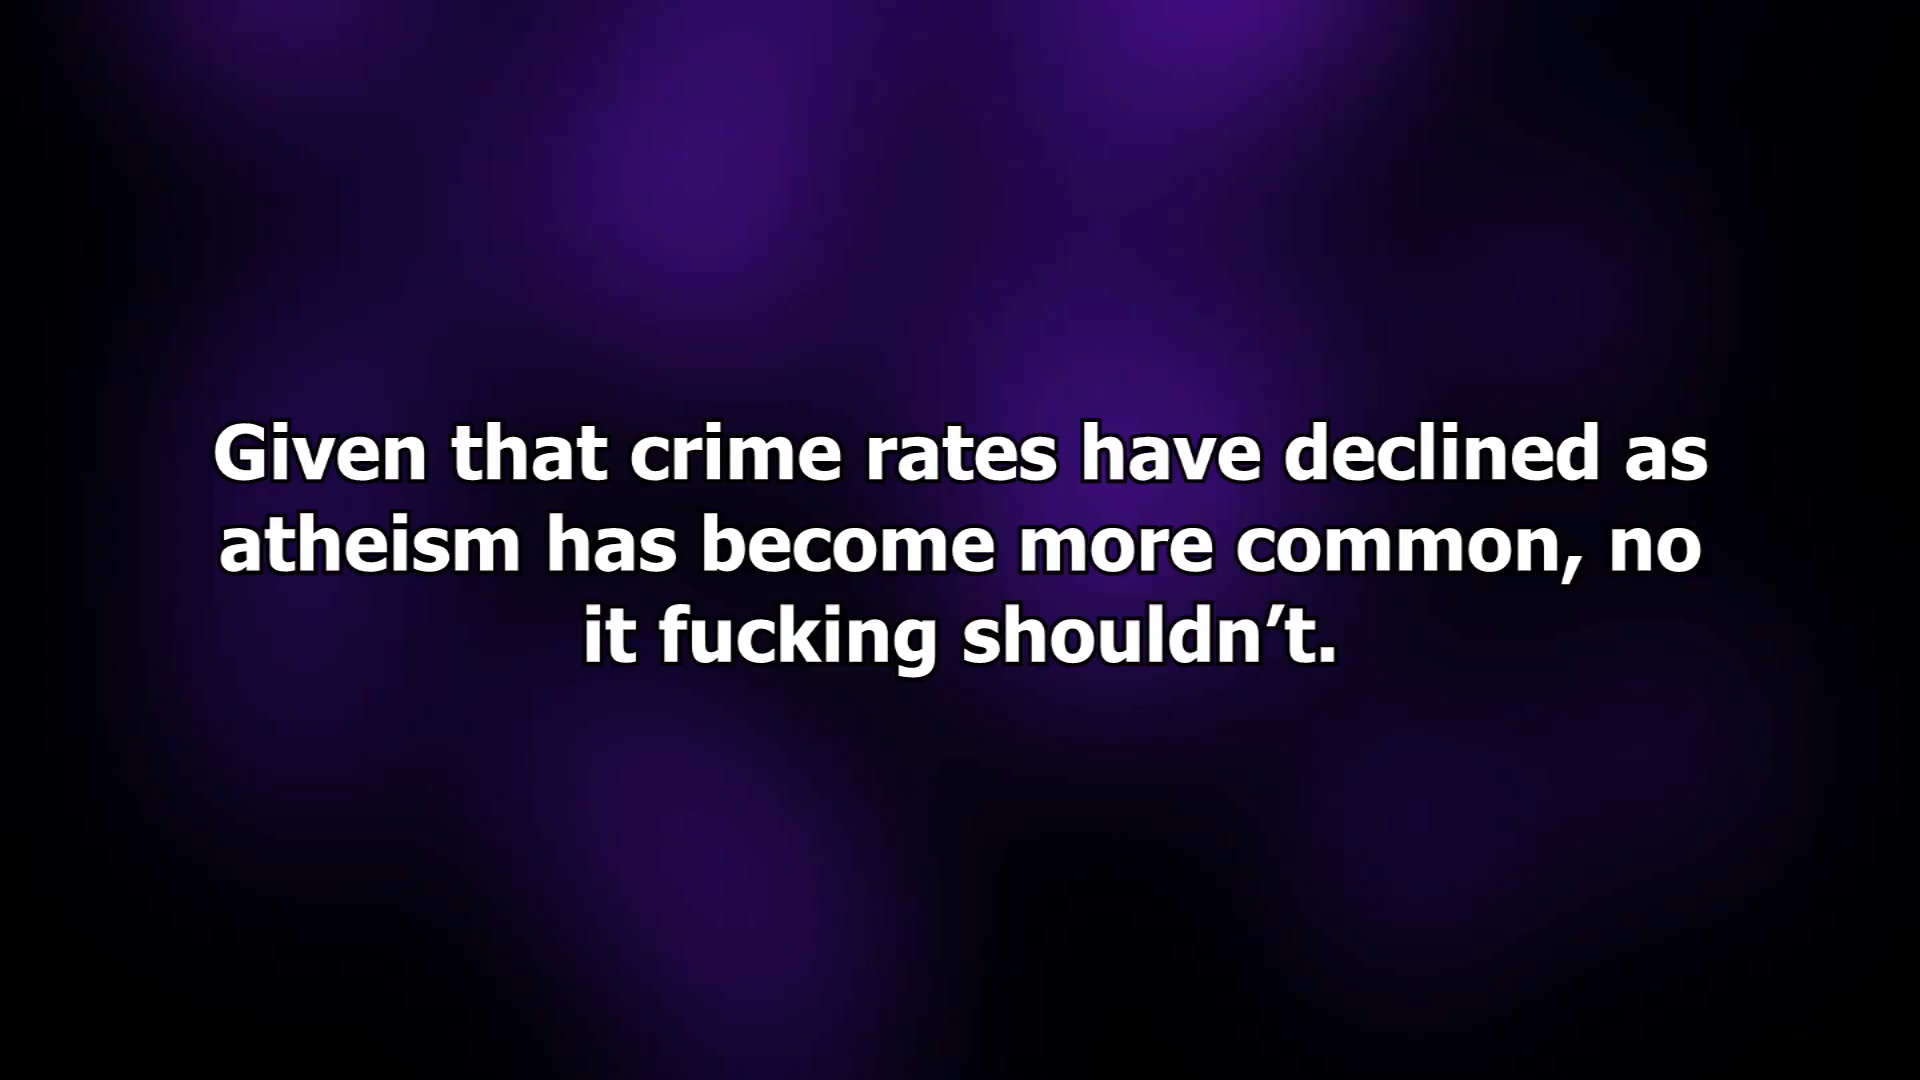 Given that crime rates have declined as
atheism has become more common, no
it fucking shouldn’t.